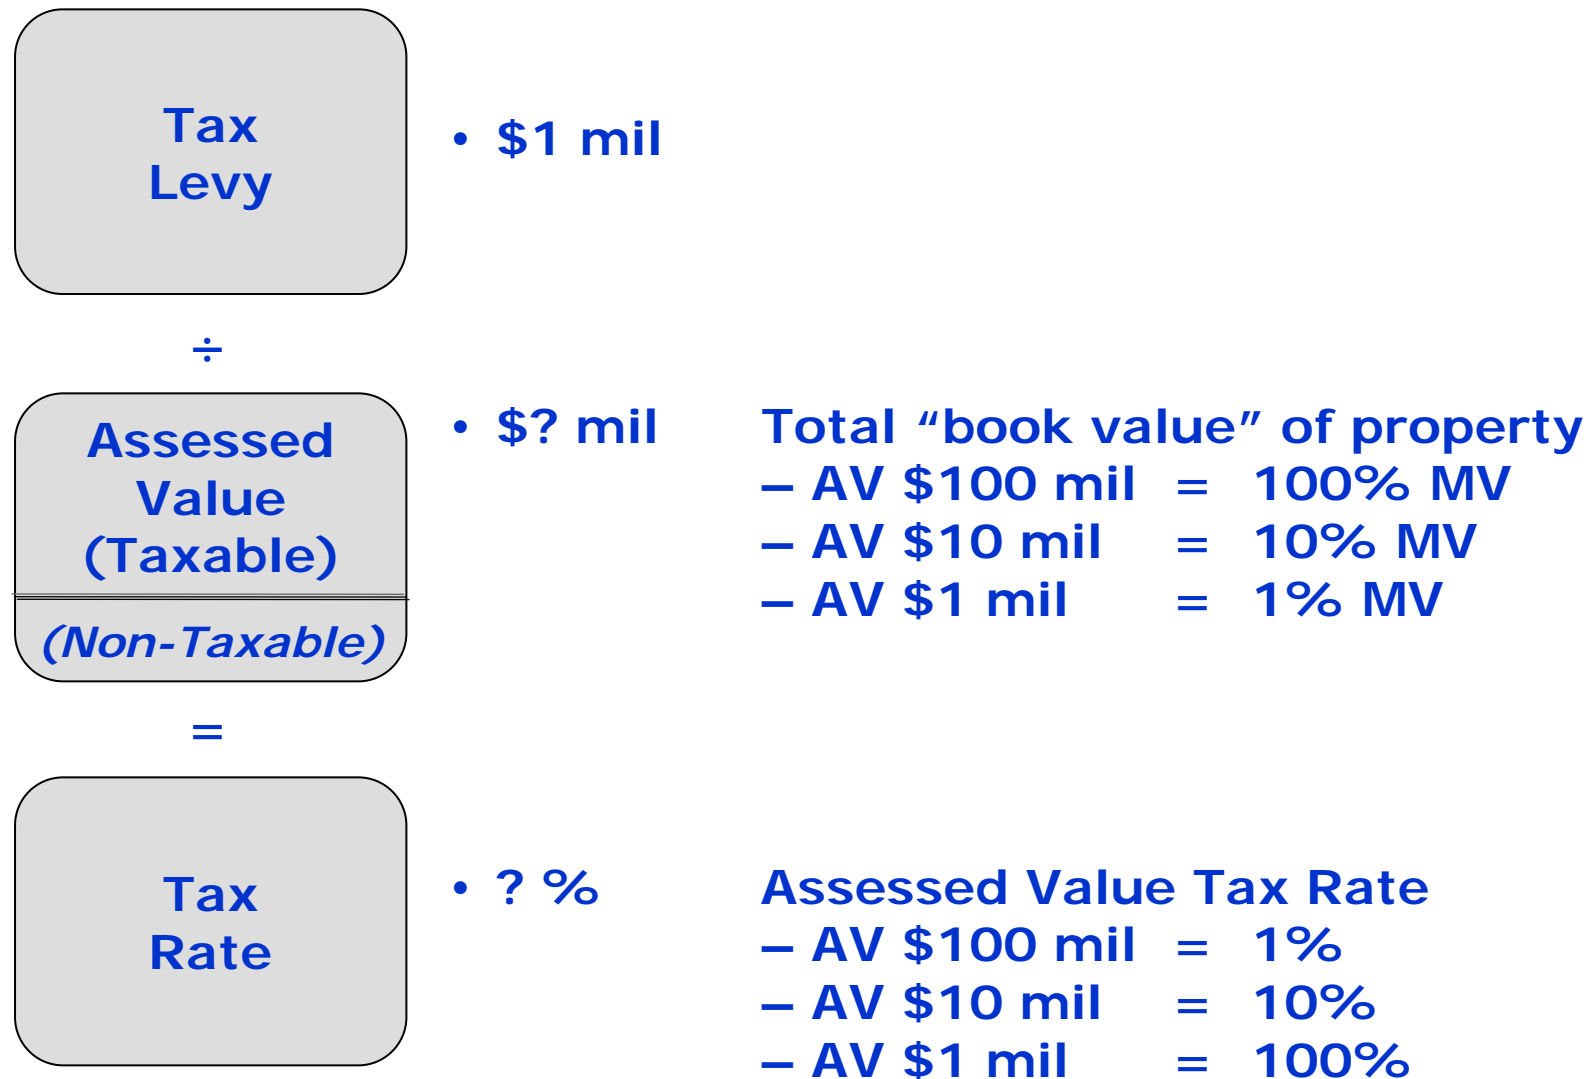 Tax
Levy
• $1 mil
÷
Assessed
Value
(Taxable)
(Non-Taxable)
• $? mil
Total “book value” of property
– AV $100 mil = 100% MV
– AV $10 mil = 10% MV
– AV $1 mil = 1% MV
=
Tax
Rate
• ? %
Assessed Value Tax Rate
– AV $100 mil = 1%
– AV $10 mil = 10%
– AV $1 mil = 100%